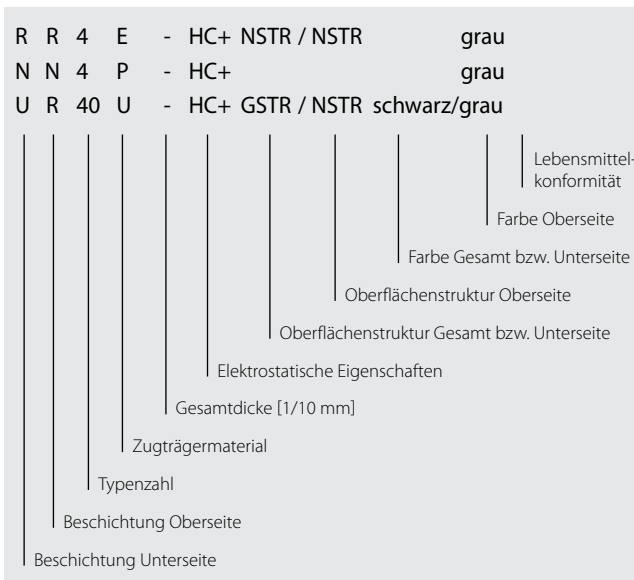 R R 4 E - HC+ NSTR / NSTR grau
N N 4 P - HC+ grau
U R 40 U - HC+ GSTR / NSTR schwarz/grau
Lebensmittel-
konformität
Farbe Oberseite
Farbe Gesamt bzw. Unterseite
Oberflächenstruktur Oberseite
Oberflächenstruktur Gesamt bzw. Unterseite
Elektrostatische Eigenschaften
Gesamtdicke [1/10 mm]
Zugträgermaterial
Typenzahl
Beschichtung Oberseite
Beschichtung Unterseite